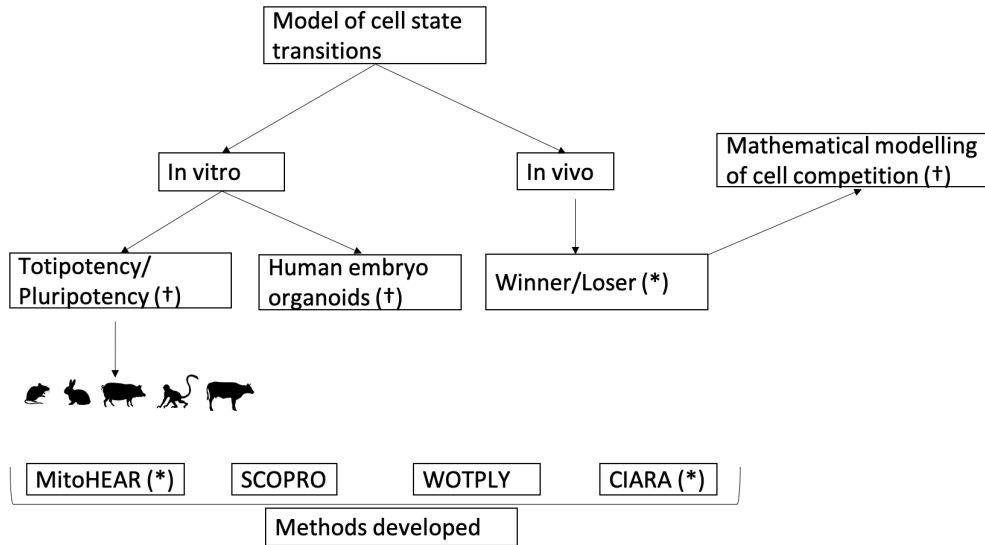 Model of cell state
transitions
In vitro
In vivo
Mathematical modelling
of cell competition (†)
Totipotency/
Pluripotency (†)
Human embryo
organoids (†)
Winner/Loser (*)
MitoHEAR (*)
SCOPRO
WOTPLY
CIARA (*)
Methods developed